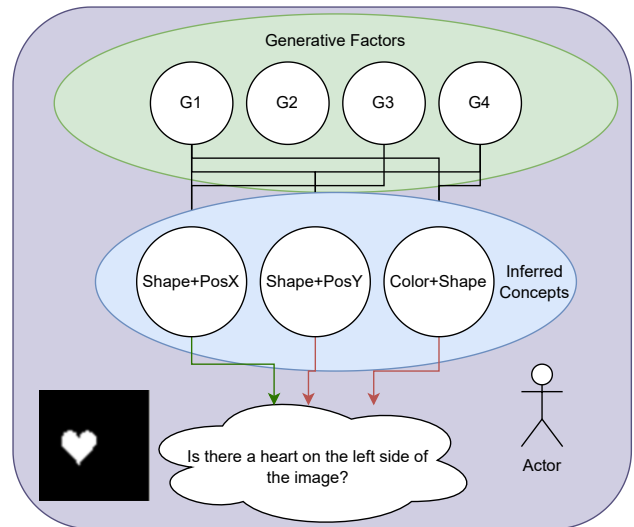 Generative Factors
G1 G2 G3 G4
Shape+PosX Shape+PosY Color+Shape
Inferred
Concepts
Is there a heart on the left side of
the image?
Actor